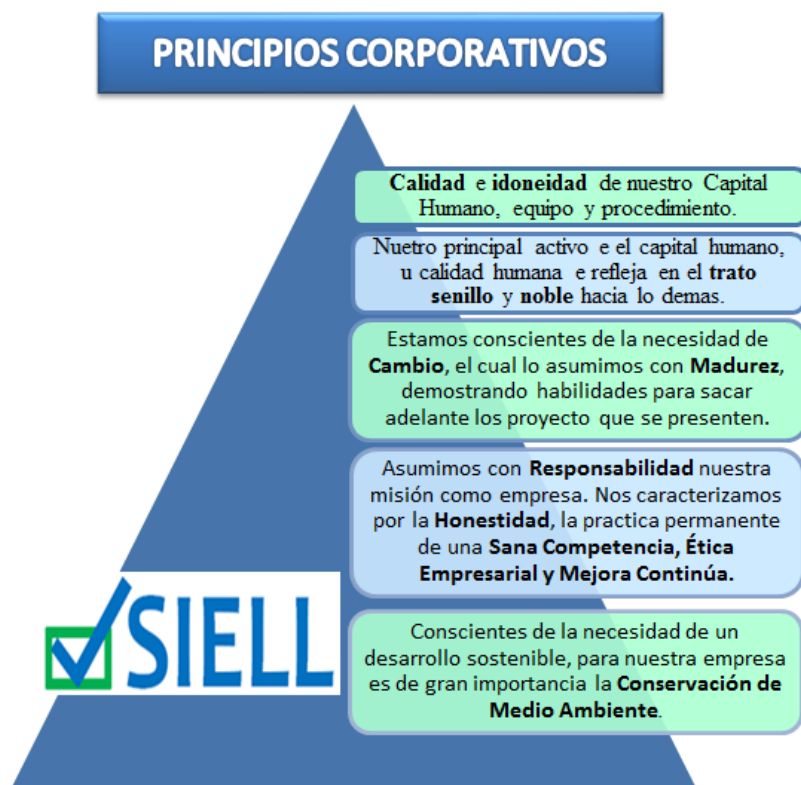 PRINCIPIOS CORPORATIVOS
Calidad e idoneidad de nuestro Capital
Humano, equipo y procedimiento.
Nuetro principal activo e el capital humano,
u calidad humana e refleja en el trato
senillo y noble hacia lo demas.
Estamos conscientes de la necesidad de
Cambio, el cual lo asumimos con Madurez,
demostrando habilidades para sacar
adelante los proyecto que se presenten.
Asumimos con Responsabilidad nuestra
misión como empresa. Nos caracterizamos
por la Honestidad, la practica permanente
de una Sana Competencia, Ética
Empresarial y Mejora Continúa.
SIELL
Conscientes de la necesidad de un
desarrollo sostenible, para nuestra empresa
es de gran importancia la Conservación de
Medio Ambiente.